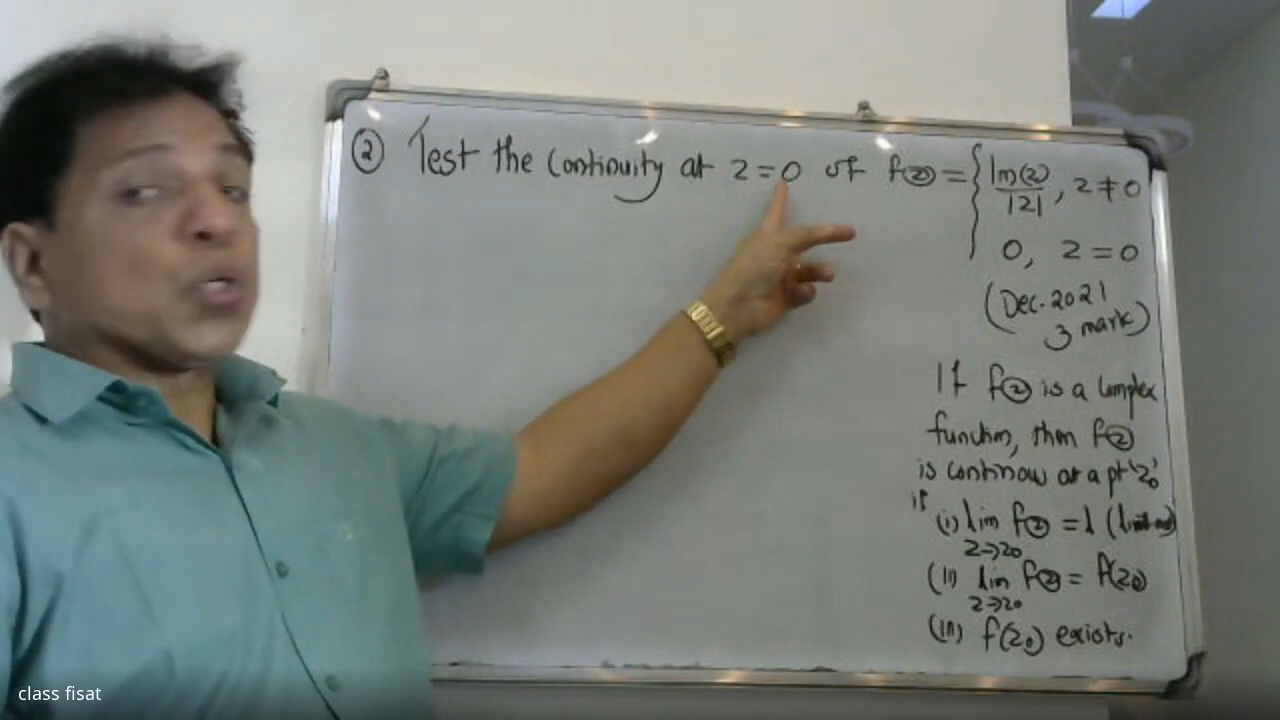 ② Test the Continuity at z=0 of f(z) = { Im(z)/|z|, z ≠ 0
0, z = 0
(Dec. 2021
3 mark)
If f(z) is a Complex
function, then f(z)
is continuous at a pt 'z₀'
if
(i) lim f(z) = l (limit
z→z₀
(ii) lim f(z) = f(z₀)
z→z₀
(iii) f(z₀) exists.
class fisat